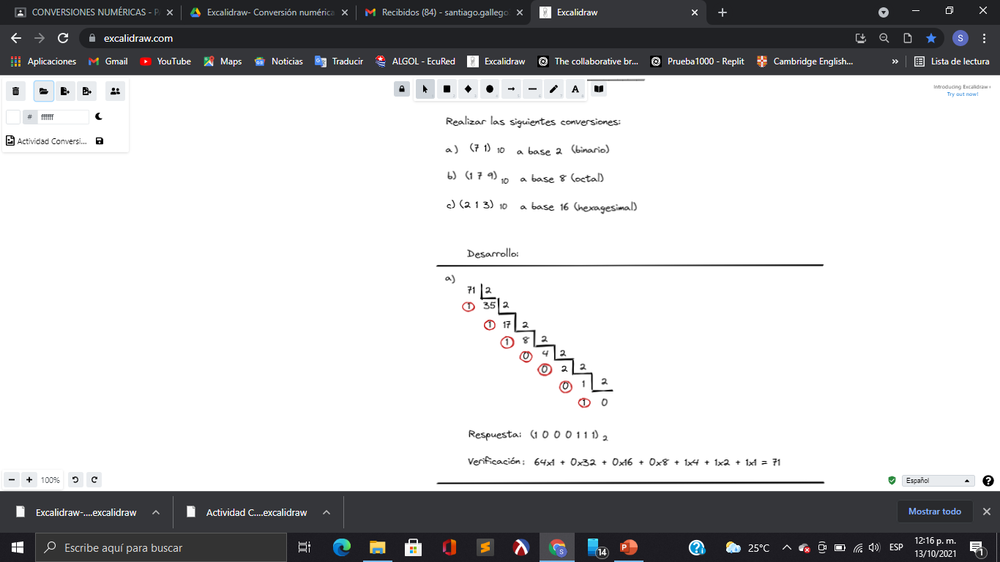 CONVERSIONES NUMÉRICAS - P
Excalidraw- Conversión numérica
Recibidos (84) - santiago.gallego
Excalidraw
excalidraw.com
S
Aplicaciones
Gmail
YouTube
Maps
Noticias
Traducir
ALGOL - EcuRed
Excalidraw
The collaborative br...
Prueba1000 - Replit
Cambridge English...
»
Lista de lectura
# ffffff
Actividad Conversi...
A
Introducing Excalidraw
Try out now!
Realizar las siguientes conversiones:
a) (7 1) 10 a base 2 (binario)
b) (1 7 9) 10 a base 8 (octal)
c) (2 1 3) 10 a base 16 (hexagesimal)
Desarrollo:
a)
71 2
1 35 2
1 17 2
1 8 2
0 4 2
0 2 2
0 1 2
1 0
Respuesta: (1 0 0 0 1 1 1) 2
Verificación: 64x1 + 0x32 + 0x16 + 0x8 + 1x4 + 1x2 + 1x1 = 71
100%
Español
?
Excalidraw-....excalidraw
Actividad C....excalidraw
Mostrar todo
Escribe aquí para buscar
S
14
25°C
ESP
12:16 p. m.
13/10/2021
1